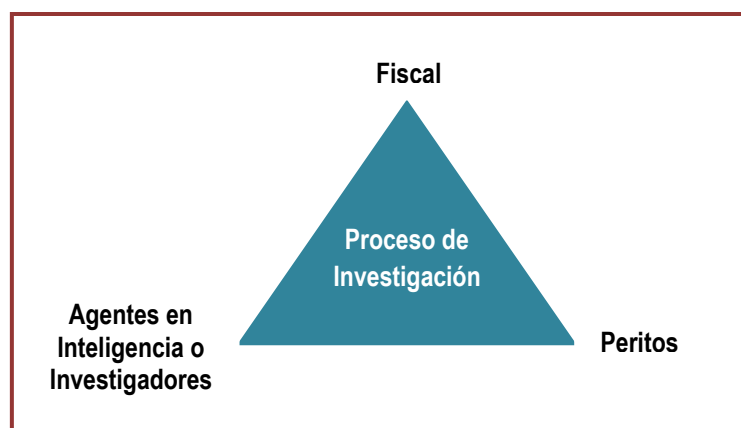 Fiscal
Proceso de
Investigación
Agentes en
Inteligencia o
Investigadores
Peritos